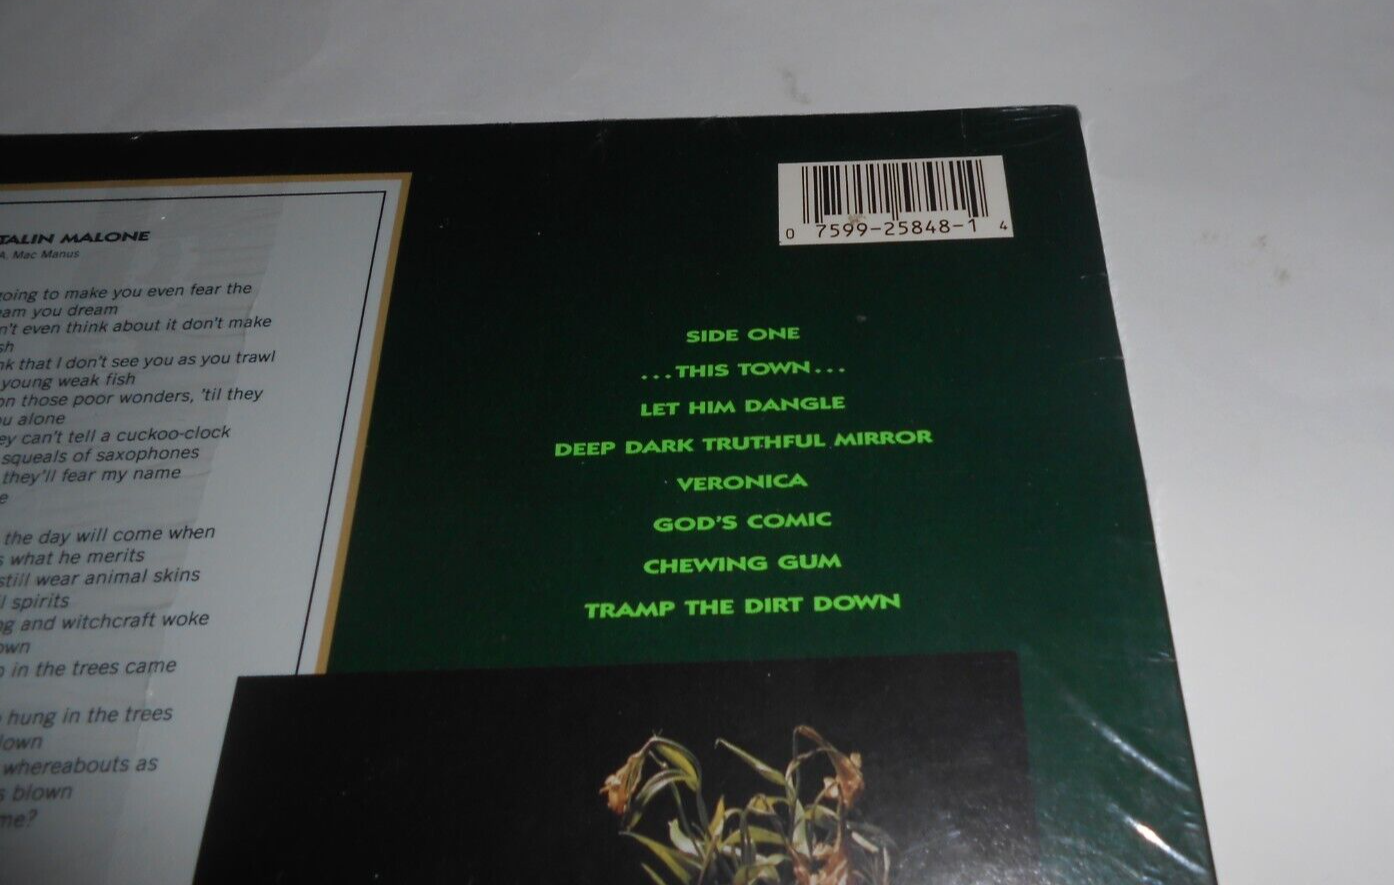 TALIN MALONE
A. Mac Manus
going to make you even fear the
you dream
even think about it don't make
that I don't see you as you trawl
young weak fish
on those poor wonders, 'til they
alone
can't tell a cuckoo-clock
squeals of saxophones
they'll fear my name
the day will come when
what he merits
still wear animal skins
spirits
and witchcraft woke
in the trees came
hung in the trees
whereabouts as
blown
me?
0 7599-25848-1 4
SIDE ONE
...THIS TOWN...
LET HIM DANGLE
DEEP DARK TRUTHFUL MIRROR
VERONICA
GOD'S COMIC
CHEWING GUM
TRAMP THE DIRT DOWN